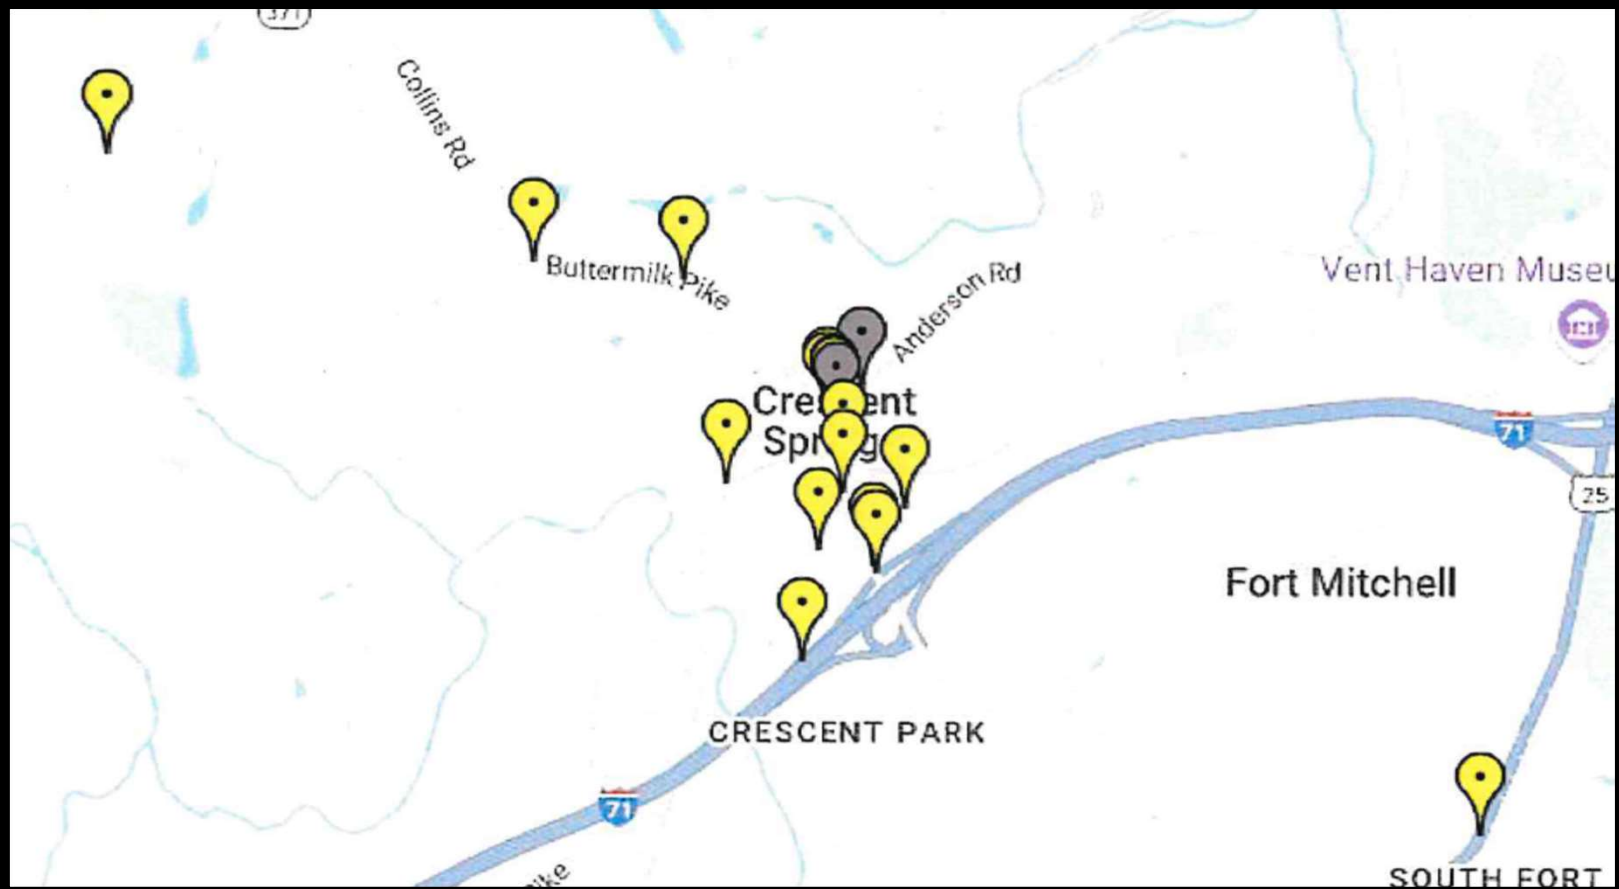 371
Collins Rd
Buttermilk Pike
Anderson Rd
Vent Haven Museu
Cre ent
Spr g
71
25
Fort Mitchell
CRESCENT PARK
71
ike
SOUTH FORT